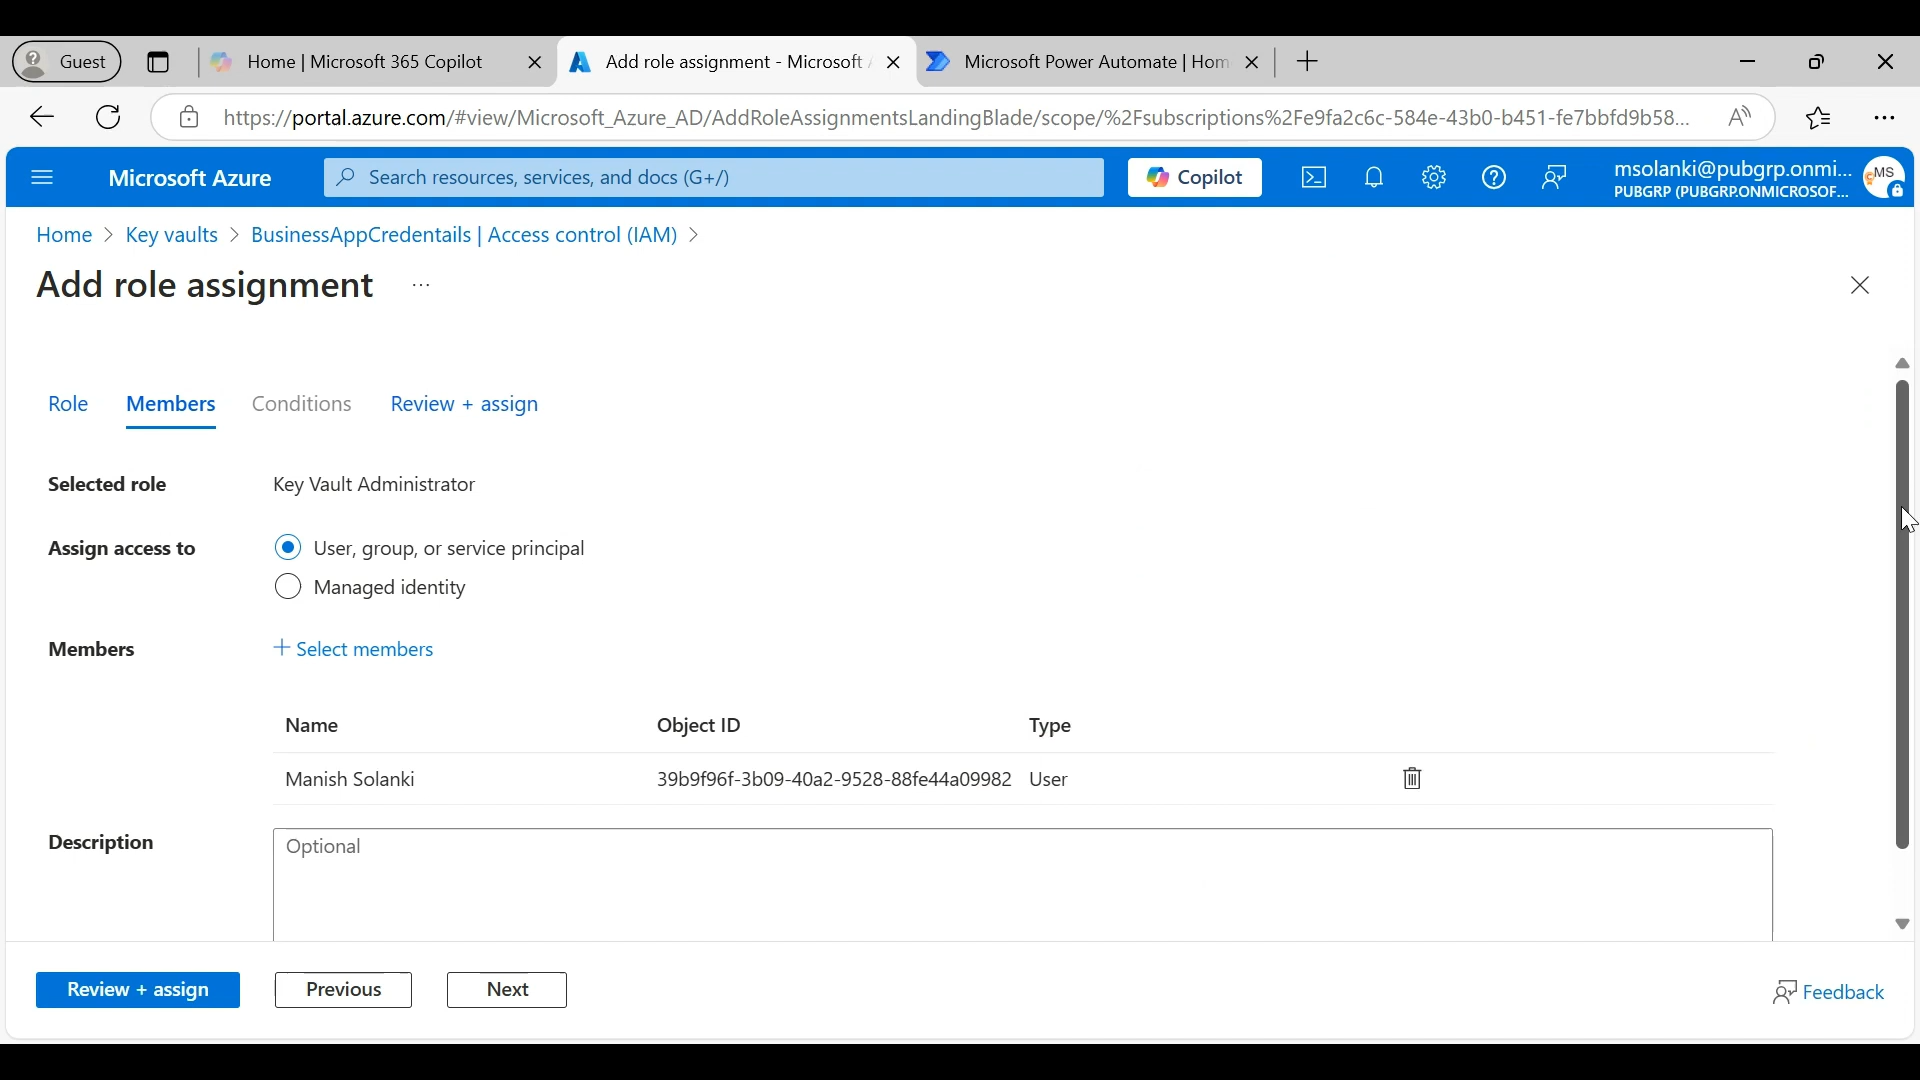 Guest
Home | Microsoft 365 Copilot
Add role assignment - Microsoft A
Microsoft Power Automate | Hom
https://portal.azure.com/#view/Microsoft_Azure_AD/AddRoleAssignmentsLandingBlade/scope/%2Fsubscriptions%2Fe9fa2c6c-584e-43b0-b451-fe7bbfd9b58...
Microsoft Azure
Search resources, services, and docs (G+/)
Copilot
msolanki@pubgrp.onmi...
PUBGRP (PUBGRP.ONMICROSOF...
MS
Home > Key vaults > BusinessAppCredentails | Access control (IAM) >
Add role assignment ...
Role Members Conditions Review + assign
Selected role Key Vault Administrator
Assign access to User, group, or service principal
Managed identity
Members + Select members
Name Object ID Type
Manish Solanki 39b9f96f-3b09-40a2-9528-88fe44a09982 User
Description Optional
Review + assign Previous Next Feedback